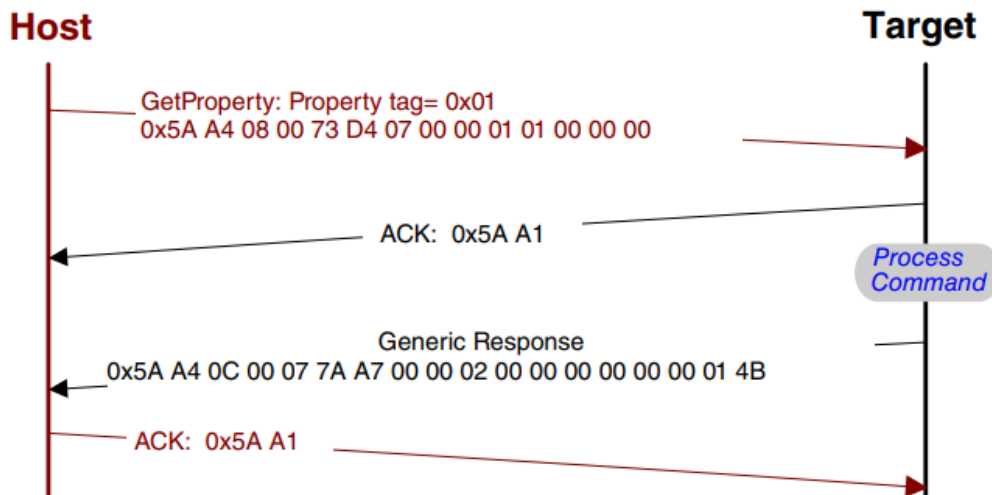 Host
Target
GetProperty: Property tag= 0x01
0x5A A4 08 00 73 D4 07 00 00 01 01 00 00 00
ACK: 0x5A A1
Process
Command
Generic Response
0x5A A4 0C 00 07 7A A7 00 00 02 00 00 00 00 00 00 01 4B
ACK: 0x5A A1